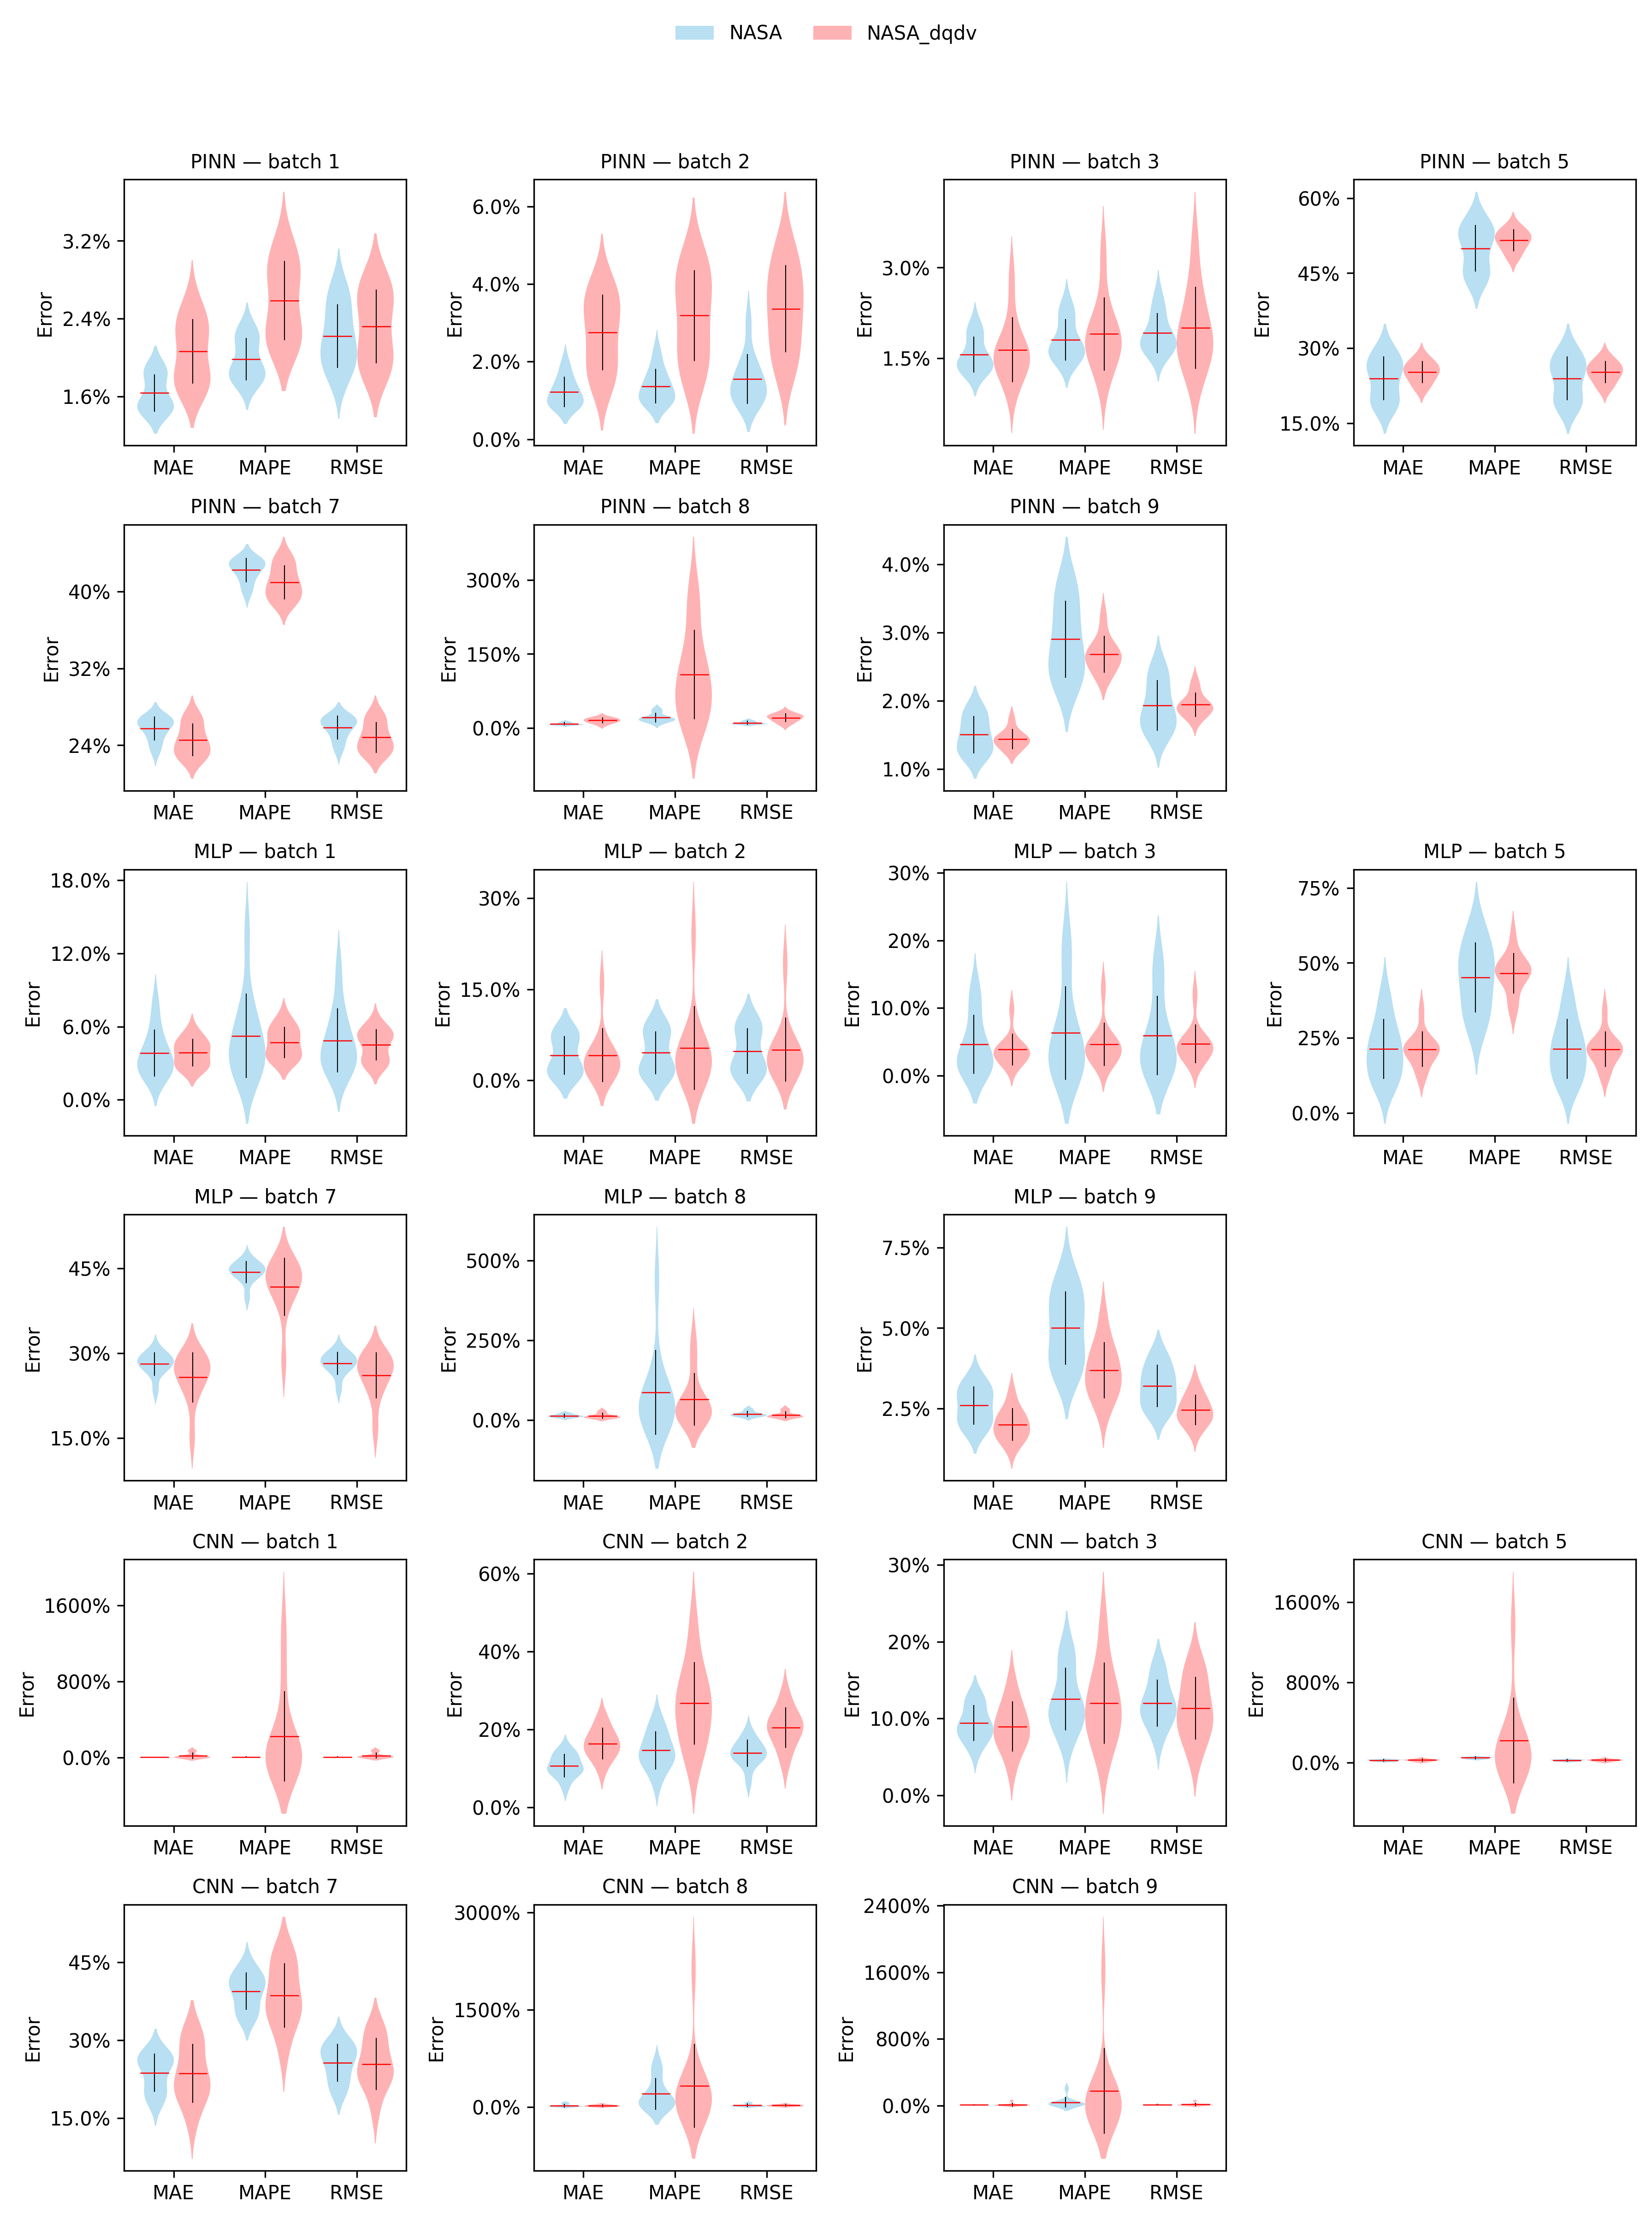 NASA NASA_dqdv
PINN — batch 1 PINN — batch 2 PINN — batch 3 PINN — batch 5
Error 3.2% 2.4% 1.6% MAE MAPE RMSE
Error 6.0% 4.0% 2.0% 0.0% MAE MAPE RMSE
Error 3.0% 1.5% MAE MAPE RMSE
Error 60% 45% 30% 15.0% MAE MAPE RMSE
PINN — batch 7 PINN — batch 8 PINN — batch 9
Error 40% 32% 24% MAE MAPE RMSE
Error 300% 150% 0.0% MAE MAPE RMSE
Error 4.0% 3.0% 2.0% 1.0% MAE MAPE RMSE
MLP — batch 1 MLP — batch 2 MLP — batch 3 MLP — batch 5
Error 18.0% 12.0% 6.0% 0.0% MAE MAPE RMSE
Error 30% 15.0% 0.0% MAE MAPE RMSE
Error 30% 20% 10.0% 0.0% MAE MAPE RMSE
Error 75% 50% 25% 0.0% MAE MAPE RMSE
MLP — batch 7 MLP — batch 8 MLP — batch 9
Error 45% 30% 15.0% MAE MAPE RMSE
Error 500% 250% 0.0% MAE MAPE RMSE
Error 7.5% 5.0% 2.5% MAE MAPE RMSE
CNN — batch 1 CNN — batch 2 CNN — batch 3 CNN — batch 5
Error 1600% 800% 0.0% MAE MAPE RMSE
Error 60% 40% 20% 0.0% MAE MAPE RMSE
Error 30% 20% 10.0% 0.0% MAE MAPE RMSE
Error 1600% 800% 0.0% MAE MAPE RMSE
CNN — batch 7 CNN — batch 8 CNN — batch 9
Error 45% 30% 15.0% MAE MAPE RMSE
Error 3000% 1500% 0.0% MAE MAPE RMSE
Error 2400% 1600% 800% 0.0% MAE MAPE RMSE